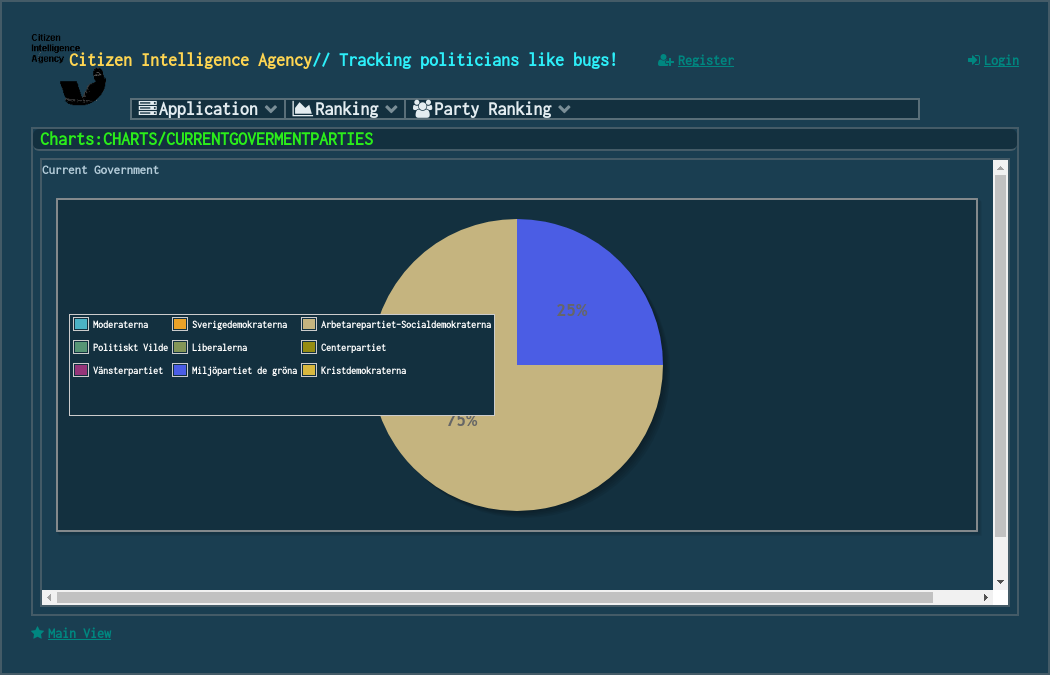 Citizen
Intelligence
Agency
Citizen Intelligence Agency// Tracking politicians like bugs!
Register
Login
Application
Ranking
Party Ranking
Charts:CHARTS/CURRENTGOVERMENTPARTIES
Current Government
25%
Moderaterna
Sverigedemokraterna
Arbetarepartiet-Socialdemokraterna
Politiskt Vilde
Liberalerna
Centerpartiet
Vänsterpartiet
Miljöpartiet de gröna
Kristdemokraterna
75%
Main View